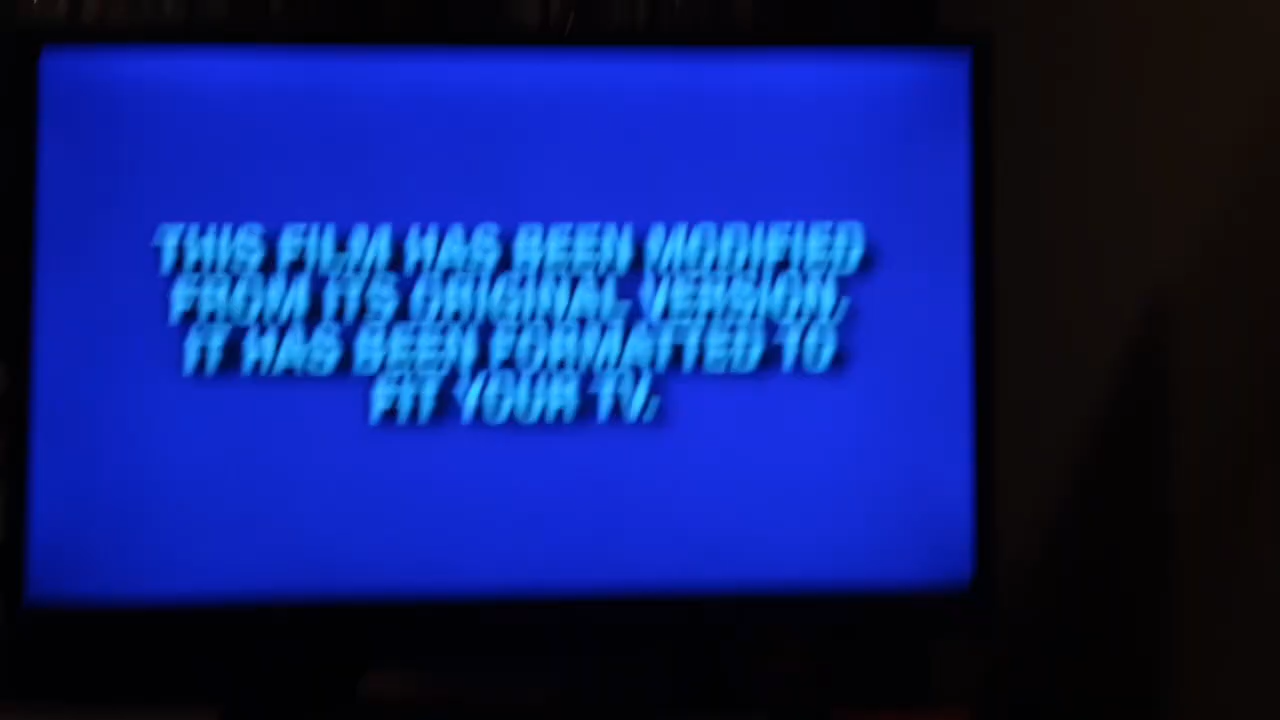 THIS FILM HAS BEEN MODIFIED
FROM ITS ORIGINAL VERSION.
IT HAS BEEN FORMATTED TO
FIT YOUR TV.